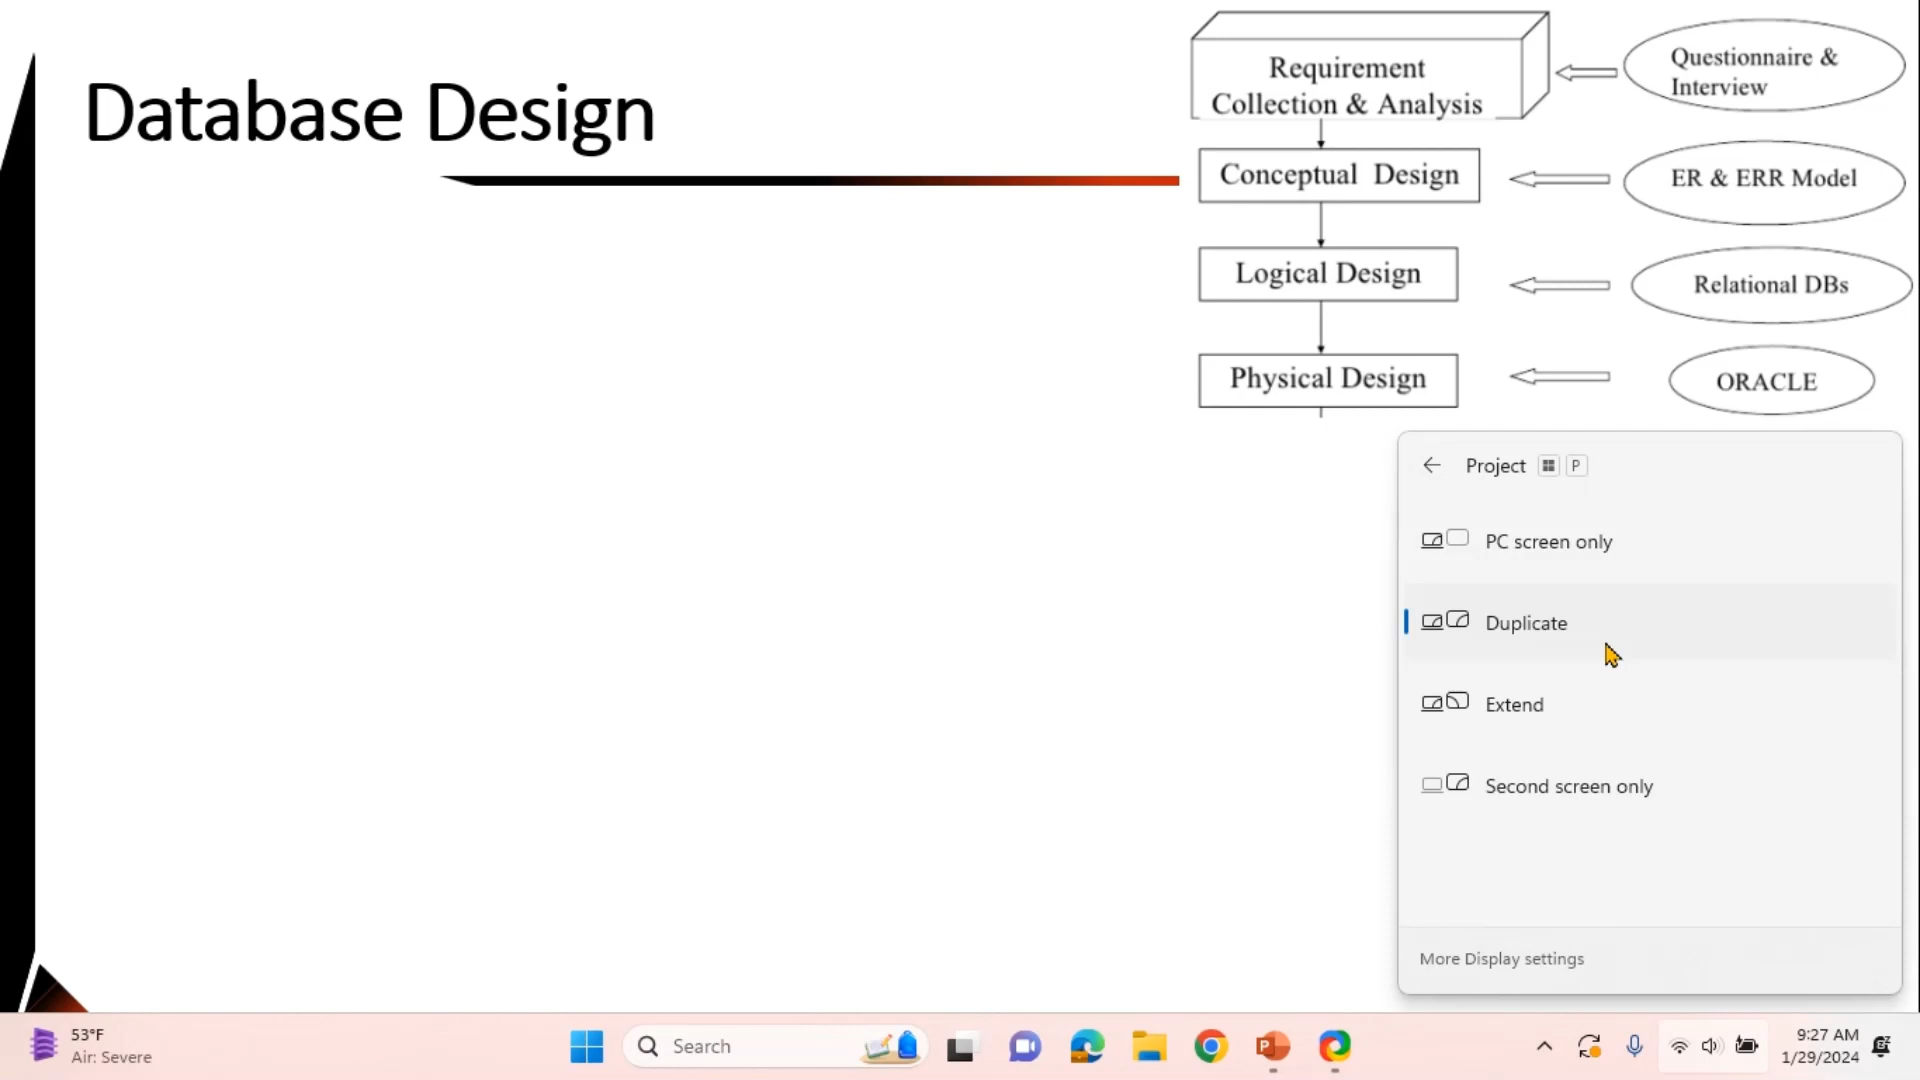 Database Design
Requirement
Collection & Analysis
Questionnaire &
Interview
Conceptual Design
ER & ERR Model
Logical Design
Relational DBs
Physical Design
ORACLE
Project P
PC screen only
Duplicate
Extend
Second screen only
More Display settings
53°F
Air: Severe
Search
9:27 AM
1/29/2024